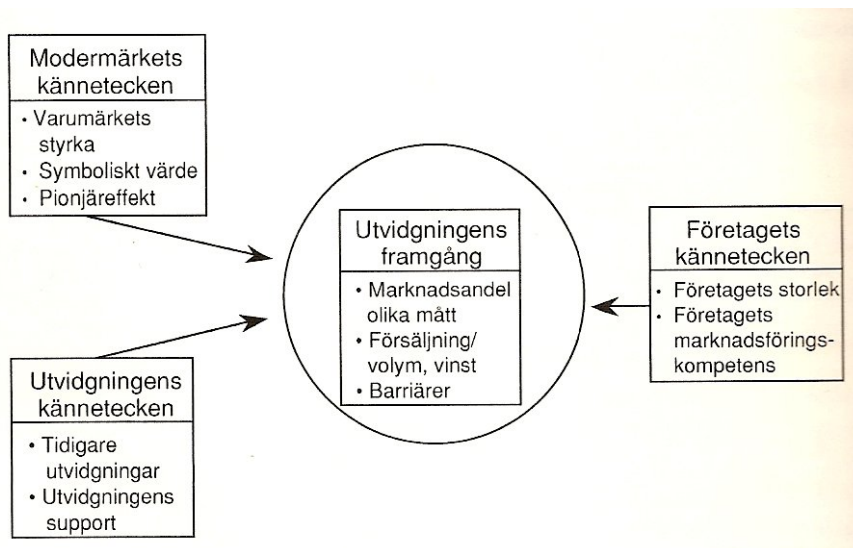 Modermärkets
kännetecken
• Varumärkets
styrka
• Symboliskt värde
• Pionjäreffekt
Utvidgningens
kännetecken
• Tidigare
utvidgningar
• Utvidgningens
support
Utvidgningens
framgång
• Marknadsandel
olika mått
• Försäljning/
volym, vinst
• Barriärer
Företagets
kännetecken
• Företagets storlek
• Företagets
marknadsförings-
kompetens